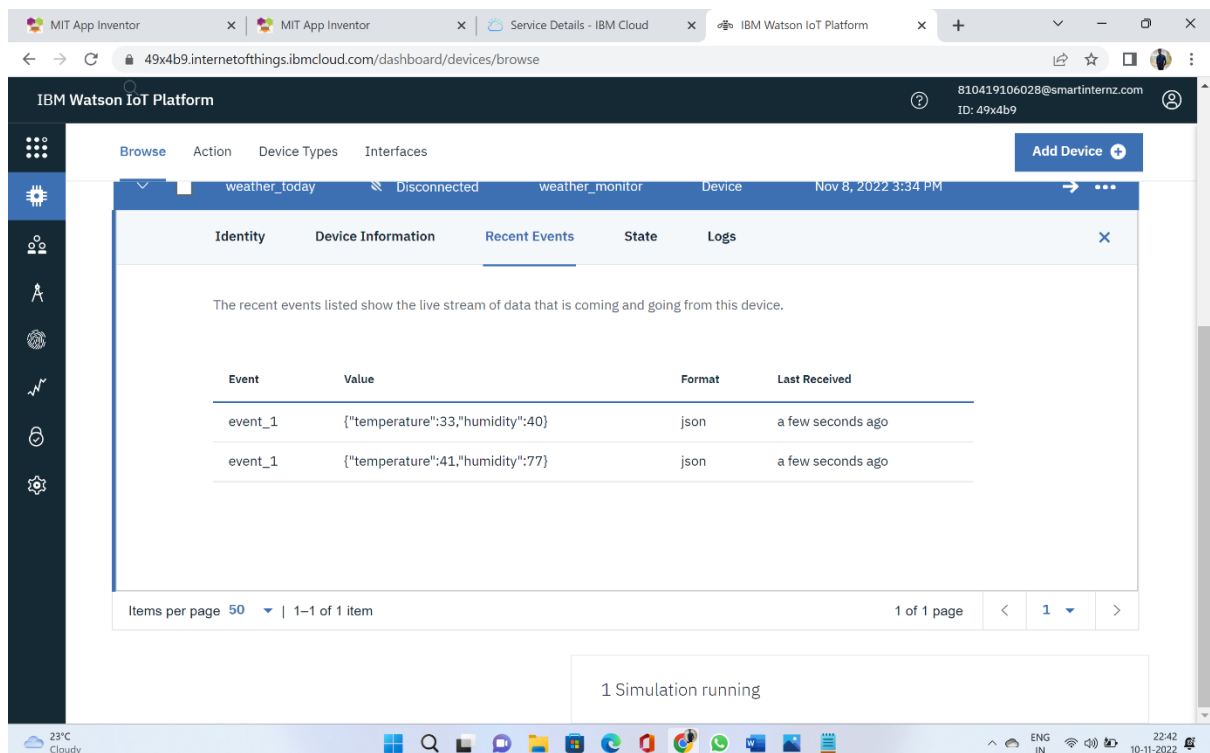 MIT App Inventor
MIT App Inventor
Service Details - IBM Cloud
IBM Watson IoT Platform
49x4b9.internetofthings.ibmcloud.com/dashboard/devices/browse
IBM Watson IoT Platform
810419106028@smartinternz.com
ID: 49x4b9
Browse Action Device Types Interfaces
Add Device
weather_today Disconnected weather_monitor Device Nov 8, 2022 3:34 PM
Identity Device Information Recent Events State Logs
The recent events listed show the live stream of data that is coming and going from this device.
Event Value Format Last Received
event_1 {"temperature":33,"humidity":40} json a few seconds ago
event_1 {"temperature":41,"humidity":77} json a few seconds ago
Items per page 50 | 1–1 of 1 item 1 of 1 page 1
1 Simulation running
23°C
Cloudy
ENG
IN
22:42
10-11-2022